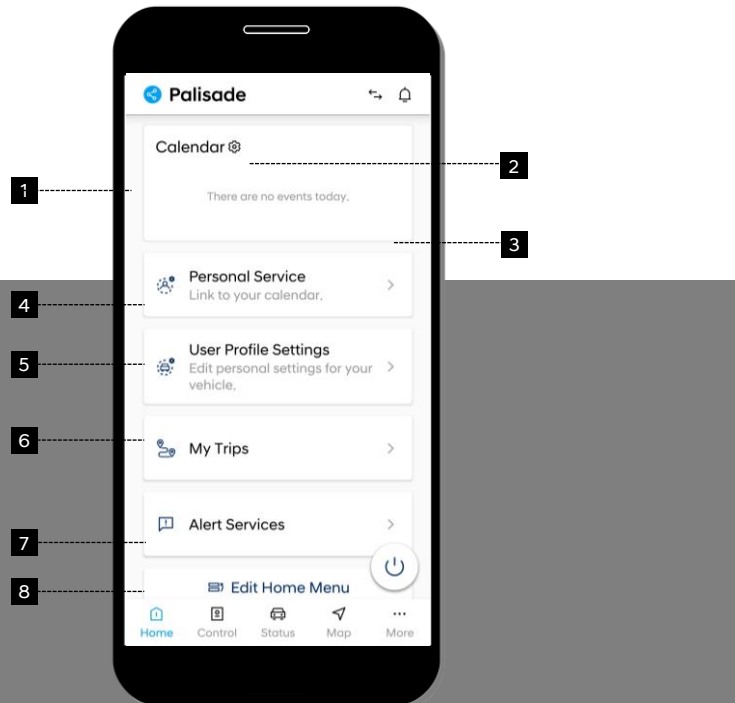 Palisade
Calendar
2
1
There are no events today.
3
Personal Service
4
Link to your calendar.
User Profile Settings
5
Edit personal settings for your
vehicle.
6
My Trips
Alert Services
7
8
Edit Home Menu
Home Control Status Map More